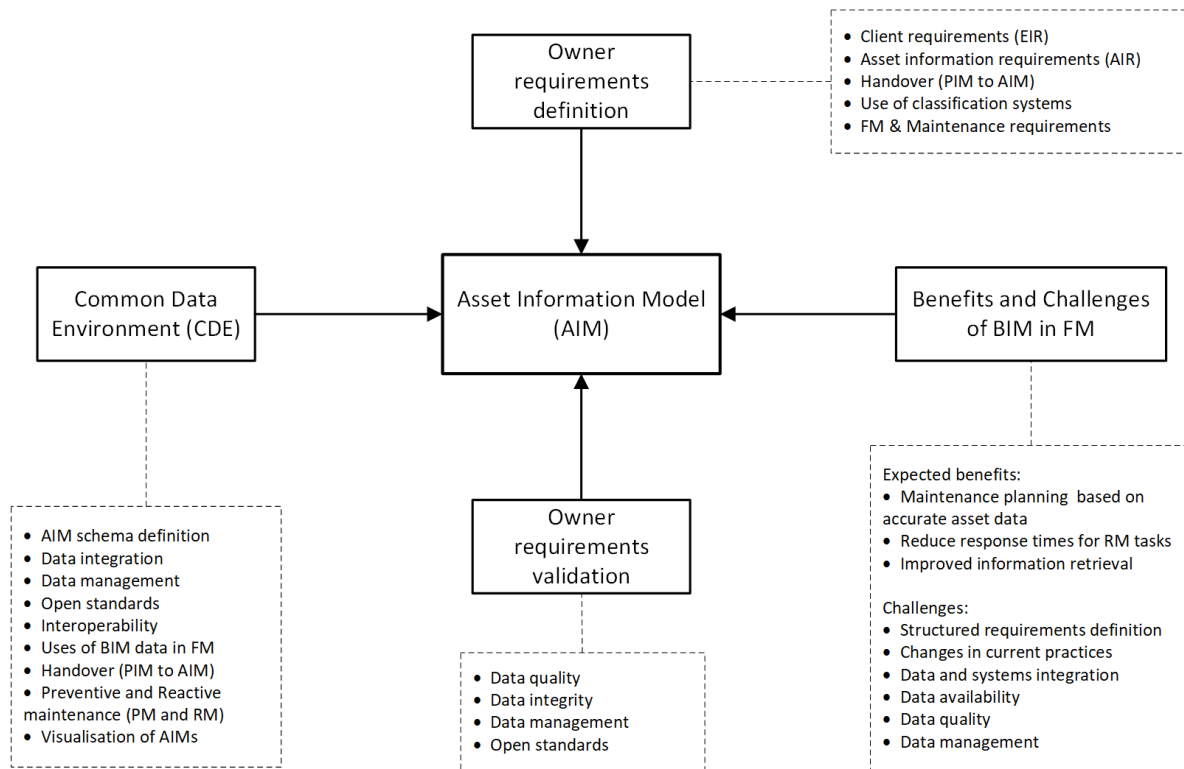 Owner
requirements
definition
• Client requirements (EIR)
• Asset information requirements (AIR)
• Handover (PIM to AIM)
• Use of classification systems
• FM & Maintenance requirements
Common Data
Environment (CDE)
Asset Information Model
(AIM)
Benefits and Challenges
of BIM in FM
Owner
requirements
validation
• AIM schema definition
• Data integration
• Data management
• Open standards
• Interoperability
• Uses of BIM data in FM
• Handover (PIM to AIM)
• Preventive and Reactive
maintenance (PM and RM)
• Visualisation of AIMs
• Data quality
• Data integrity
• Data management
• Open standards
Expected benefits:
• Maintenance planning based on
accurate asset data
• Reduce response times for RM tasks
• Improved information retrieval
Challenges:
• Structured requirements definition
• Changes in current practices
• Data and systems integration
• Data availability
• Data quality
• Data management